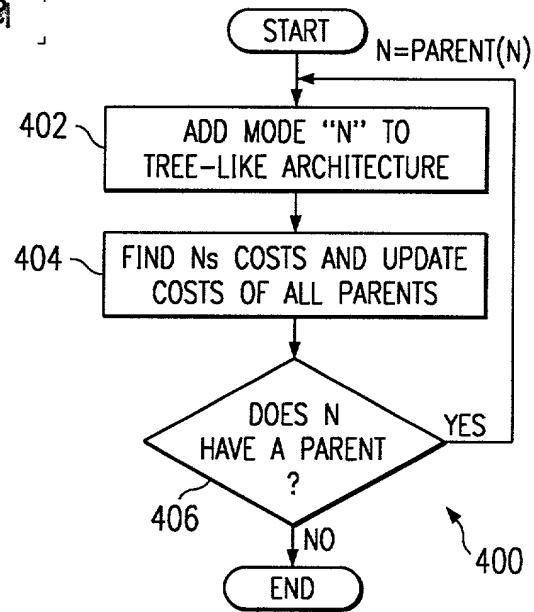 START
N=PARENT(N)
402
ADD MODE "N" TO
TREE-LIKE ARCHITECTURE
404
FIND Ns COSTS AND UPDATE
COSTS OF ALL PARENTS
DOES N
HAVE A PARENT
?
YES
406
NO
400
END